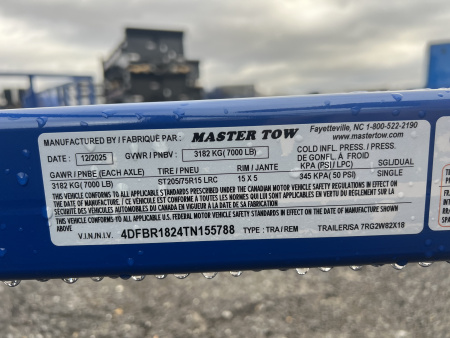 MANUFACTURED BY / FABRIQUÉ PAR : MASTER TOW Fayetteville, NC 1-800-522-2190
www.mastertow.com
DATE : 12/2025 GVWR / PNBV : 3182 KG( 7000 LB) COLD INFL. PRESS. / PRESS.
DE GONFL. À FROID
GAWR / PNBE (EACH AXLE) TIRE / PNEU RIM / JANTE KPA (PSI/LPC) SGL/DUAL
3182 KG( 7000 LB) ST205/75R15 LRC 15 X 5 345 KPA( 50 PSI) SINGLE
THIS VEHICLE CONFORMS TO ALL APPLICABLE STANDARDS PRESCRIBED UNDER THE CANADIAN MOTOR VEHICLE SAFETY REGULATIONS IN EFFECT ON
THE DATE OF MANUFACTURE / CE VÉHICULE EST CONFORME À TOUTES LES NORMES QUI LUI SONT APPLICABLES EN VERTU DU RÈGLEMENT SUR LA
SÉCURITÉ DES VÉHICULES AUTOMOBILES DU CANADA EN VIGUEUR À LA DATE DE SA FABRICATION
THIS VEHICLE CONFORMS TO ALL APPLICABLE U.S. FEDERAL MOTOR VEHICLE SAFETY STANDARDS IN EFFECT ON THE DATE OF MANUFACTURE SHOWN
ABOVE
V.I.N./N.I.V. 4DFBR1824TN155788 TYPE : TRA/REM TRAILER/SA 7RG2W82X18